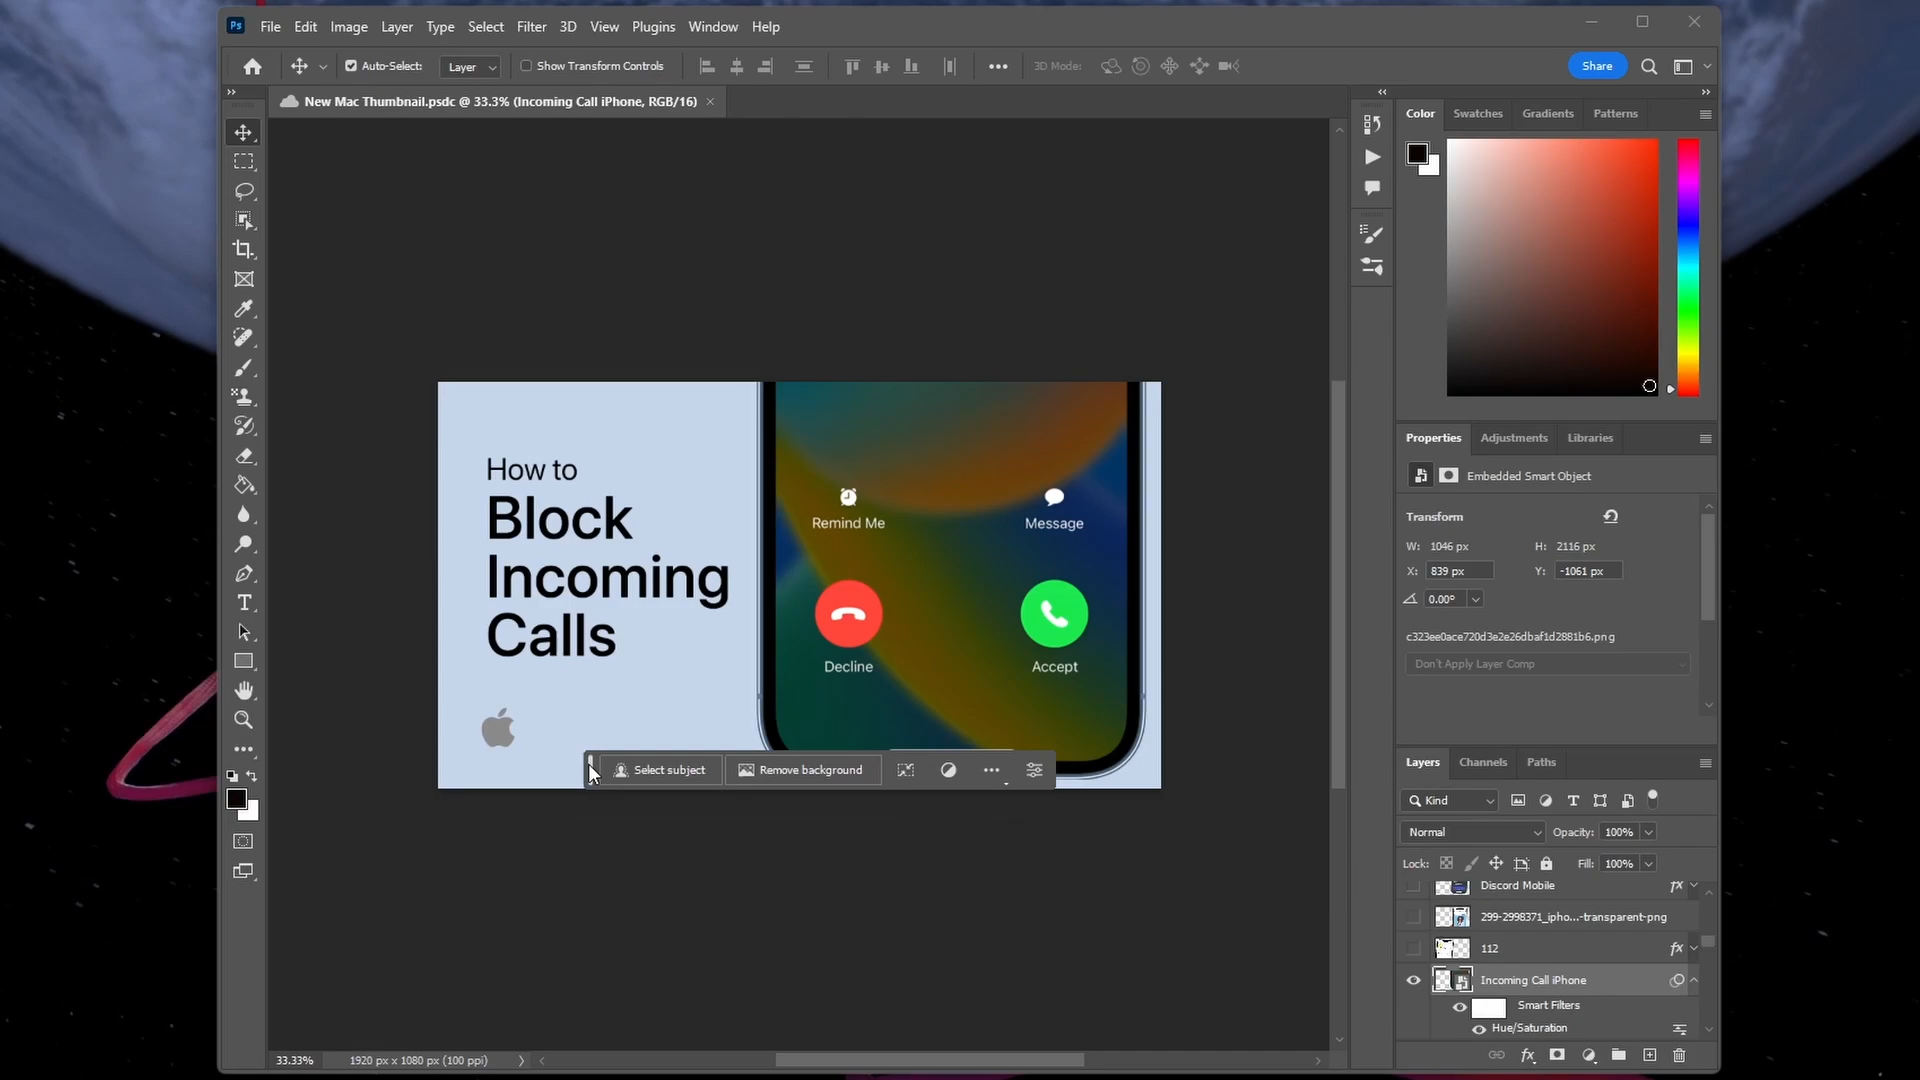 Ps File Edit Image Layer Type Select Filter 3D View Plugins Window Help
Auto-Select: Layer Show Transform Controls 3D Mode: Share
New Mac Thumbnail.psdc @ 33.3% (Incoming Call iPhone, RGB/16)
Color Swatches Gradients Patterns
How to
Block
Incoming
Calls
Remind Me Message
Decline Accept
Select subject Remove background
Properties Adjustments Libraries
Embedded Smart Object
Transform
W: 1046 px H: 2116 px
X: 839 px Y: -1061 px
0.00°
c323ee0ace720d3e2e26dbaf1d2881b6.png
Don't Apply Layer Comp
Layers Channels Paths
Kind
Normal Opacity: 100%
Lock: Fill: 100%
Discord Mobile fx
299-2998371_ipho...-transparent-png
112 fx
Incoming Call iPhone
Smart Filters
Hue/Saturation
fx
33.33% 1920 px x 1080 px (100 ppi)